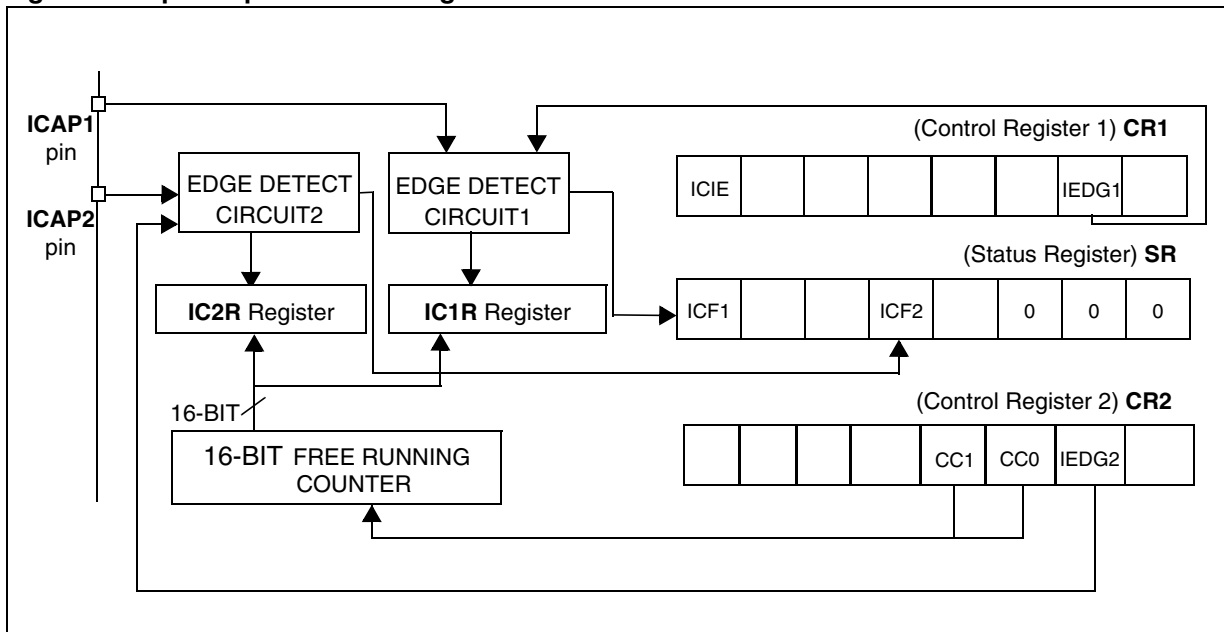 ICAP1
pin
ICAP2
pin
EDGE DETECT
CIRCUIT2
EDGE DETECT
CIRCUIT1
IC2R Register
IC1R Register
16-BIT
16-BIT FREE RUNNING
COUNTER
(Control Register 1) CR1
ICIE IEDG1
(Status Register) SR
ICF1 ICF2 0 0 0
(Control Register 2) CR2
CC1 CC0 IEDG2